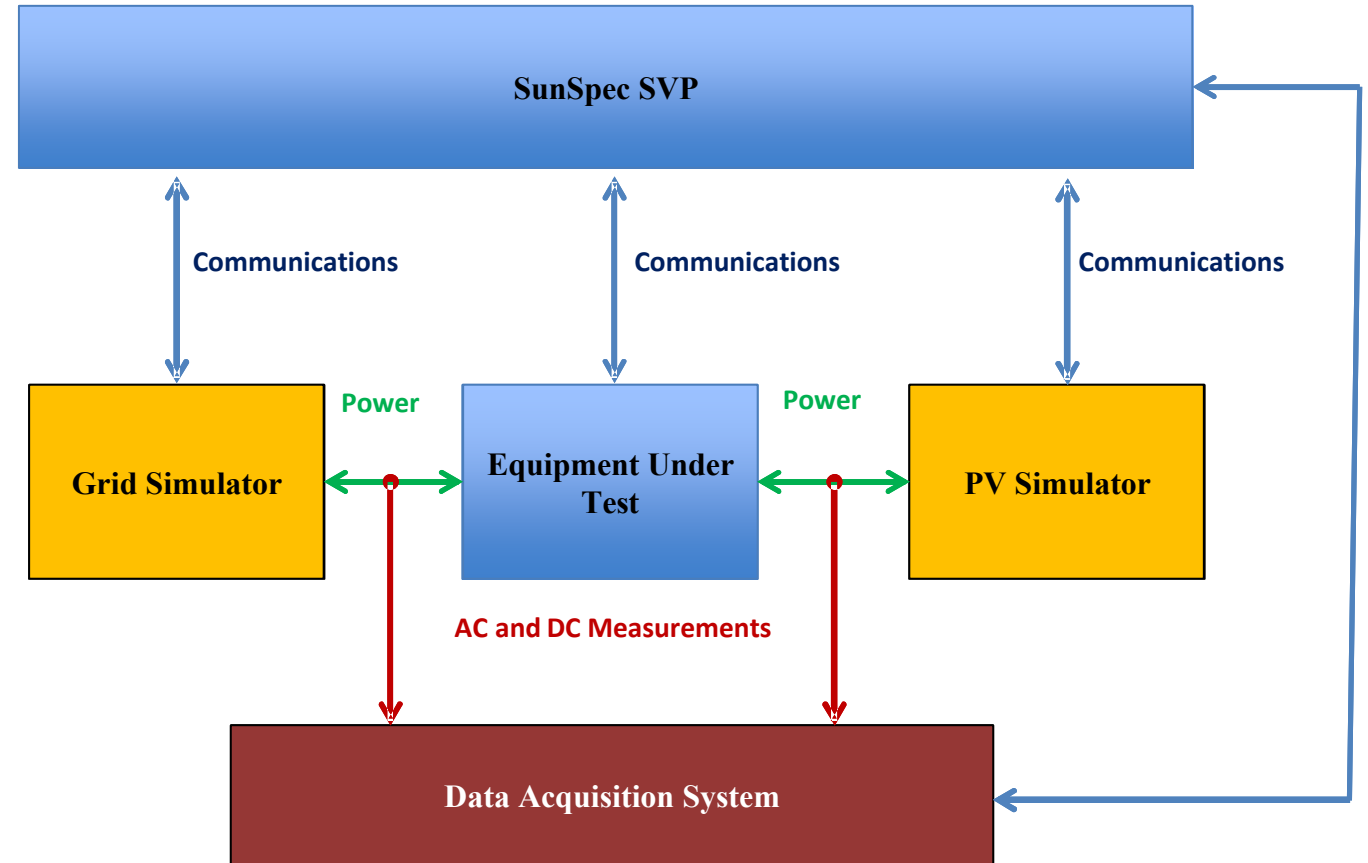 SunSpec SVP
Communications
Communications
Communications
Power
Power
Grid Simulator
Equipment Under
Test
PV Simulator
AC and DC Measurements
Data Acquisition System